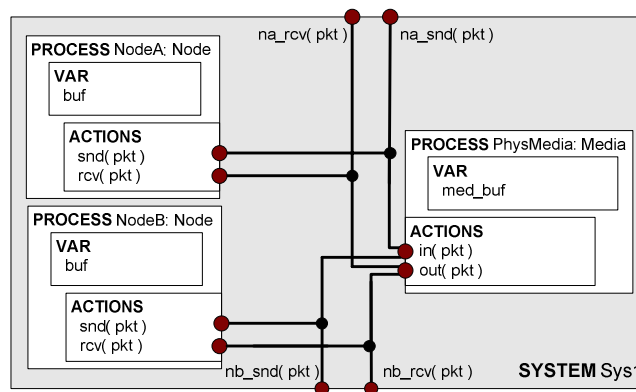 na_rcv( pkt )
na_snd( pkt )
PROCESS NodeA: Node
VAR
buf
ACTIONS
snd( pkt )
rcv( pkt )
PROCESS PhysMedia: Media
VAR
med_buf
ACTIONS
in( pkt )
out( pkt )
PROCESS NodeB: Node
VAR
buf
ACTIONS
snd( pkt )
rcv( pkt )
nb_snd( pkt )
nb_rcv( pkt )
SYSTEM Syst